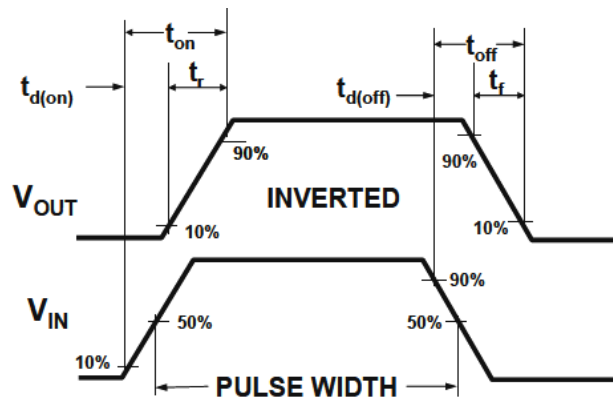 t_on t_off
t_d(on) t_r t_d(off) t_f
90% 90%
V_OUT INVERTED
10% 10%
90%
V_IN 50% 50%
10%
PULSE WIDTH